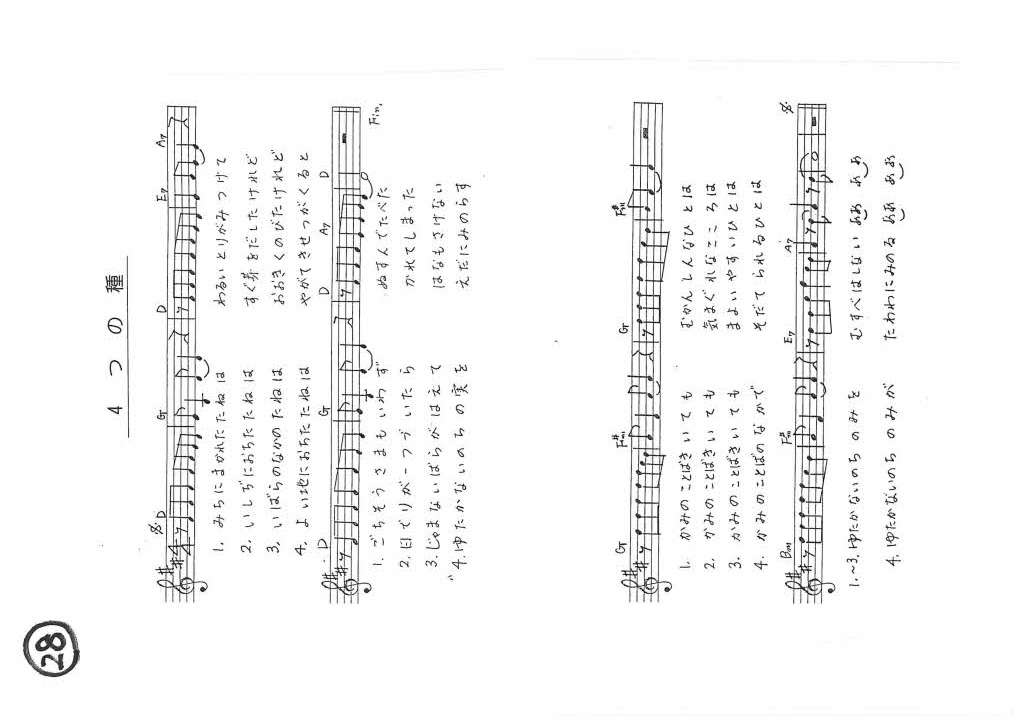 28
4つの種
D G D E7 A7
1. みちにまかれたたねは わるいとりがみつけて
2. いしぢにおちたたねは すぐ芽をだしたけれど
3. いばらのなかのたねは おおきくのびたけれど
4. よい地におちたたねは やがてきせつがくると
D G D A7 D
Fin.
1. ごちそうさまもいわず ぬすんでたべた
2. 日でりが一つづいたら かれてしまった
3. じゃまないばらがはえて はなもさけない
4. ゆたかないのちの実を えだにみのらす
G F#m G F#m
1. かみのことばきいても むかんしんなひとは
2. かみのことばきいても 気まぐれなこころは
3. かみのことばきいても まよいやすいひとは
4. かみのことばのなかで そだてられるひとは
Bm F#m E7 A7
1.~3. ゆたかないのちのみを むすべはしない ああ ああ
4. ゆたかないのちのみが たわわにみのる ああ あお